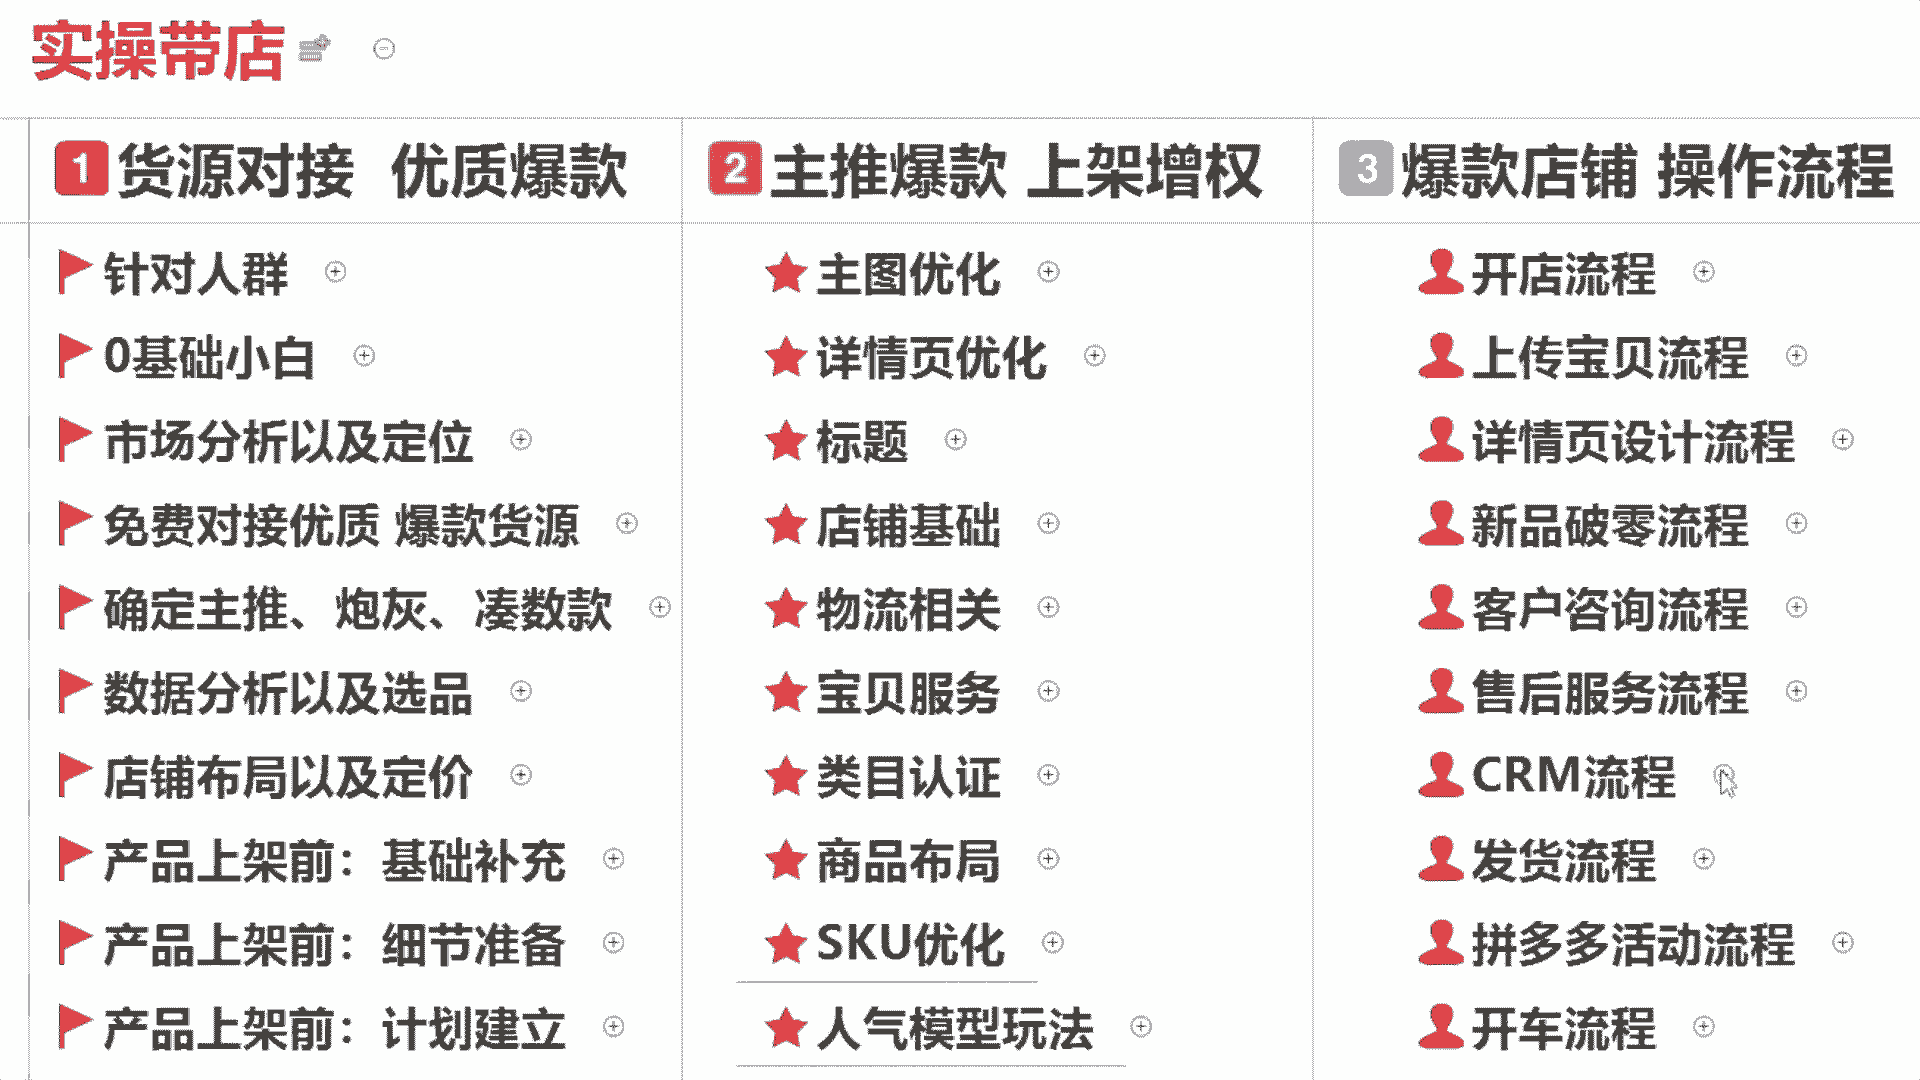 实操带店
1 货源对接 优质爆款
针对人群
0基础小白
市场分析以及定位
免费对接优质 爆款货源
确定主推、炮灰、凑数款
数据分析以及选品
店铺布局以及定价
产品上架前：基础补充
产品上架前：细节准备
产品上架前：计划建立
2 主推爆款 上架增权
主图优化
详情页优化
标题
店铺基础
物流相关
宝贝服务
类目认证
商品布局
SKU优化
人气模型玩法
3 爆款店铺 操作流程
开店流程
上传宝贝流程
详情页设计流程
新品破零流程
客户咨询流程
售后服务流程
CRM流程
发货流程
拼多多活动流程
开车流程